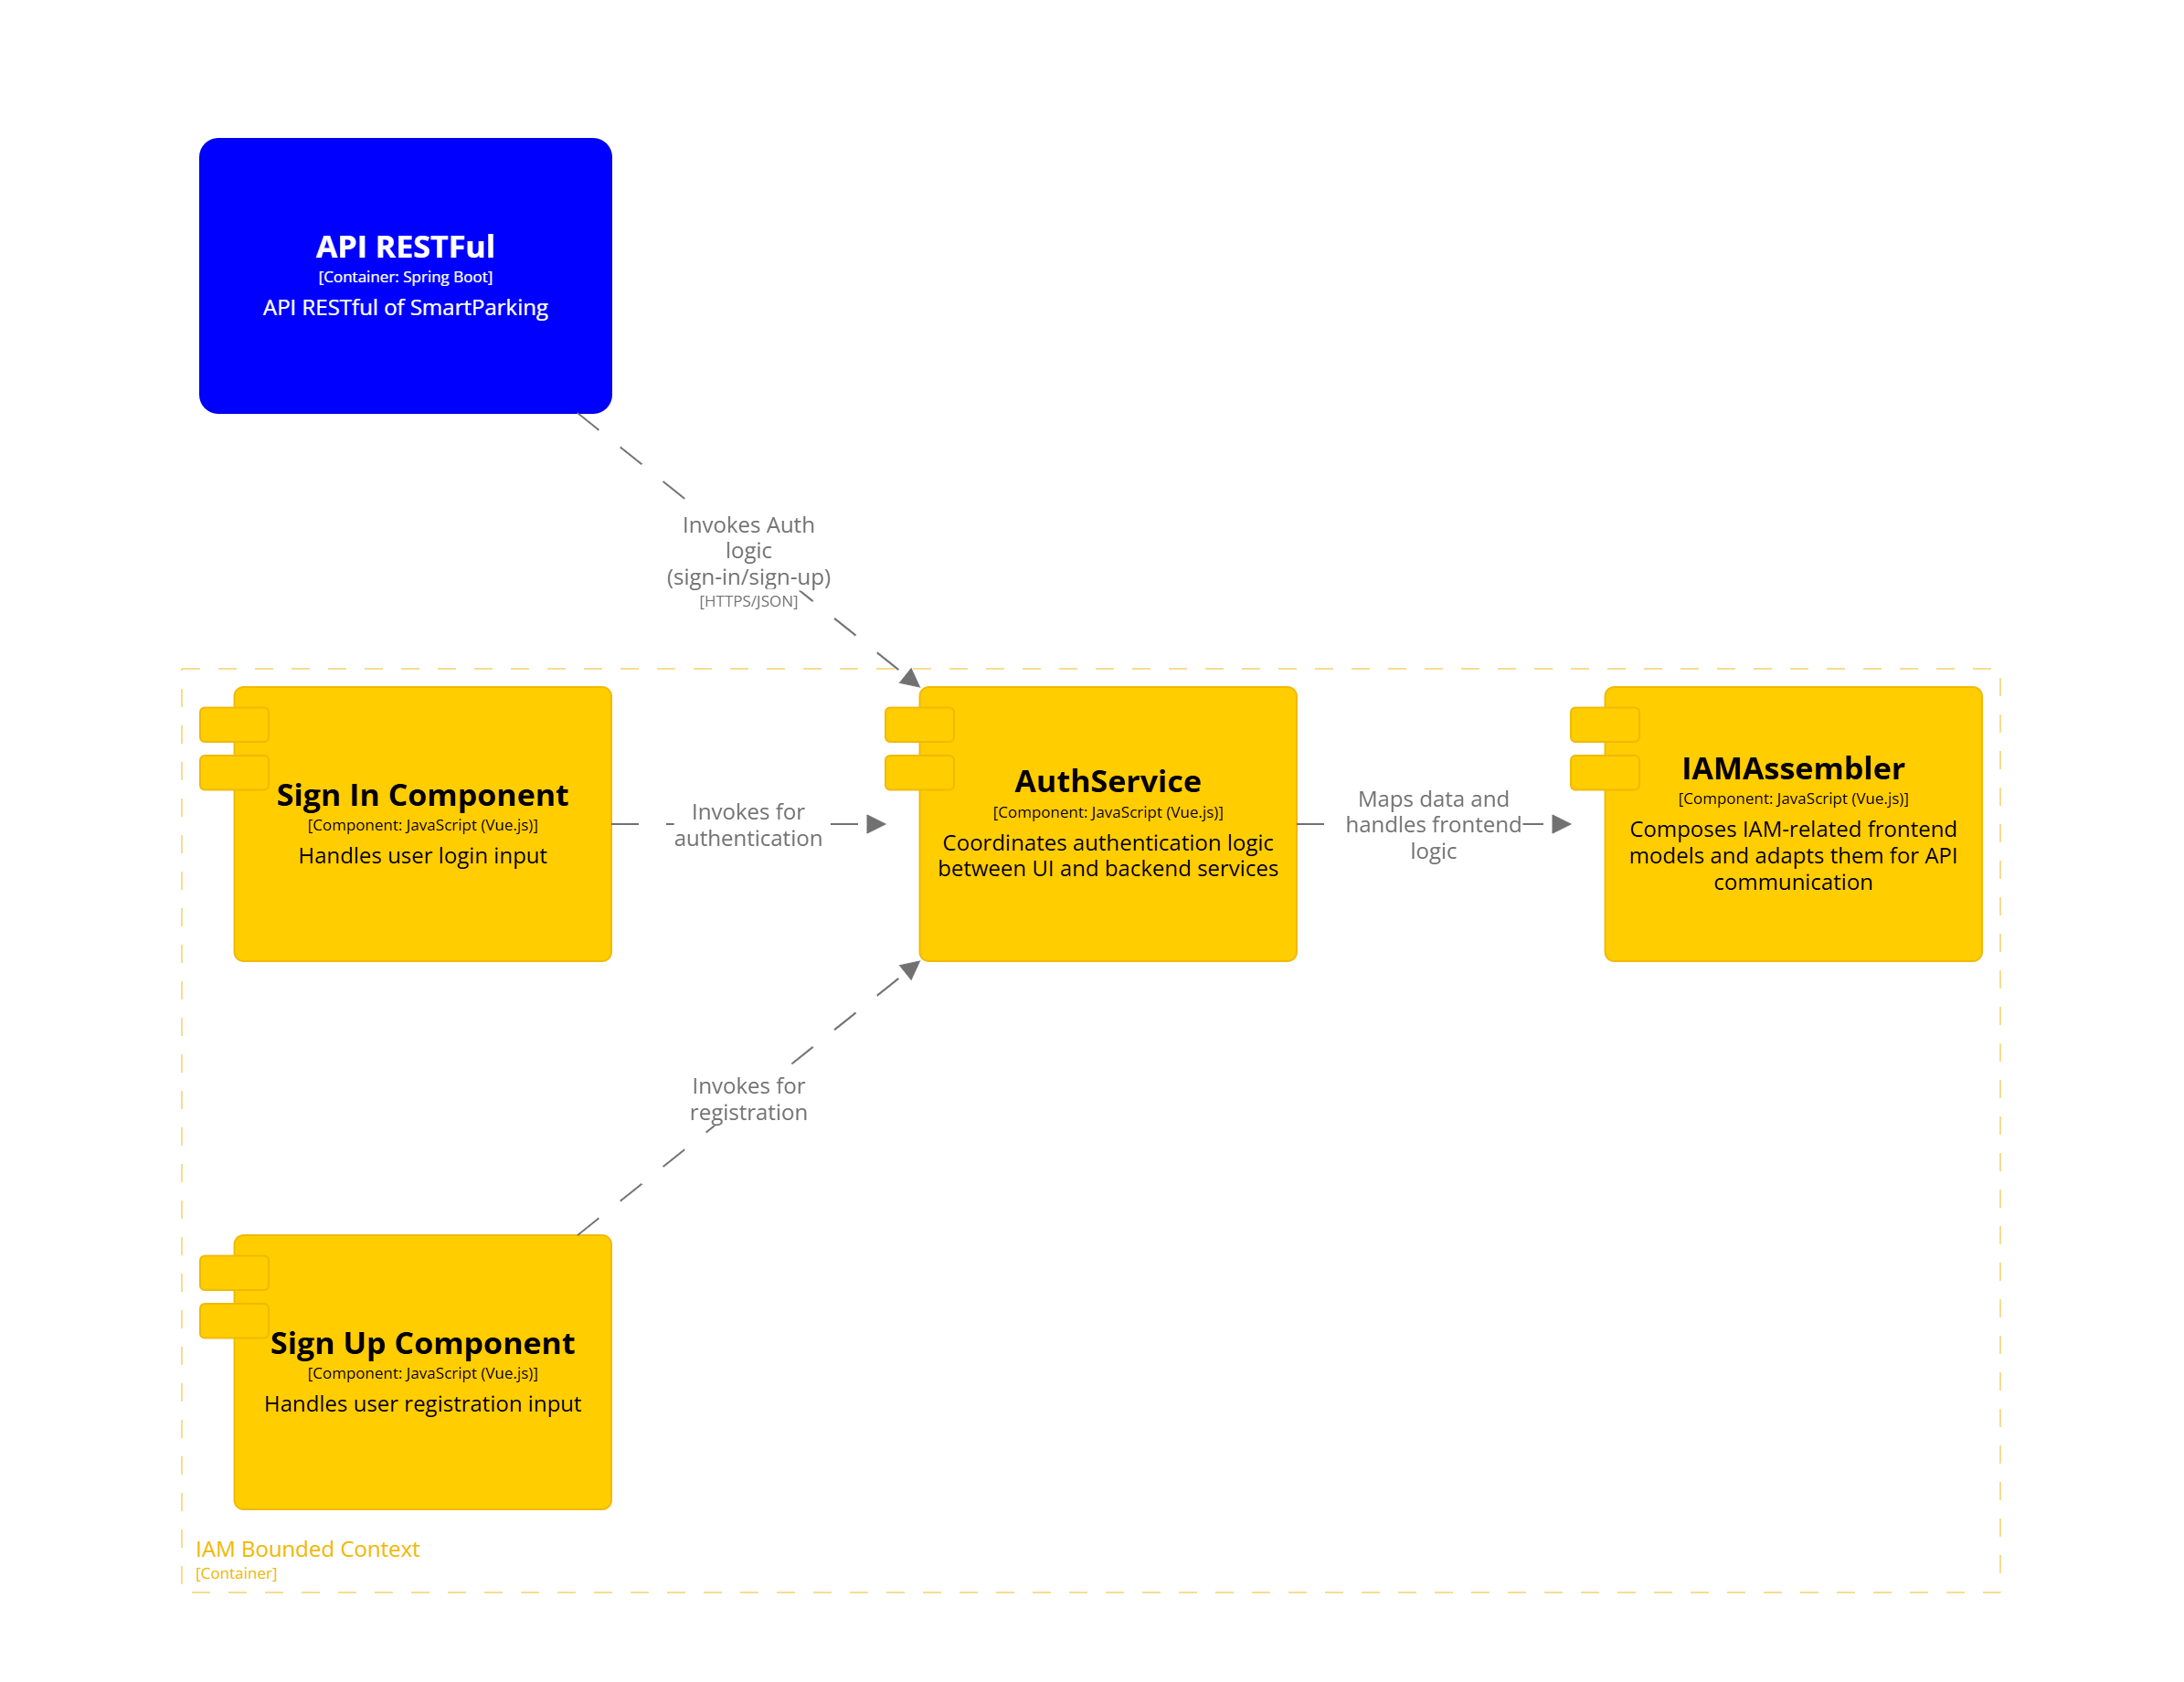 API RESTFul
[Container: Spring Boot]
API RESTful of SmartParking
Invokes Auth
logic
(sign-in/sign-up)
[HTTPS/JSON]
Sign In Component
[Component: JavaScript (Vue.js)]
Handles user login input
Invokes for
authentication
AuthService
[Component: JavaScript (Vue.js)]
Coordinates authentication logic
between UI and backend services
Maps data and
handles frontend
logic
IAMAssembler
[Component: JavaScript (Vue.js)]
Composes IAM-related frontend
models and adapts them for API
communication
Invokes for
registration
Sign Up Component
[Component: JavaScript (Vue.js)]
Handles user registration input
IAM Bounded Context
[Container]